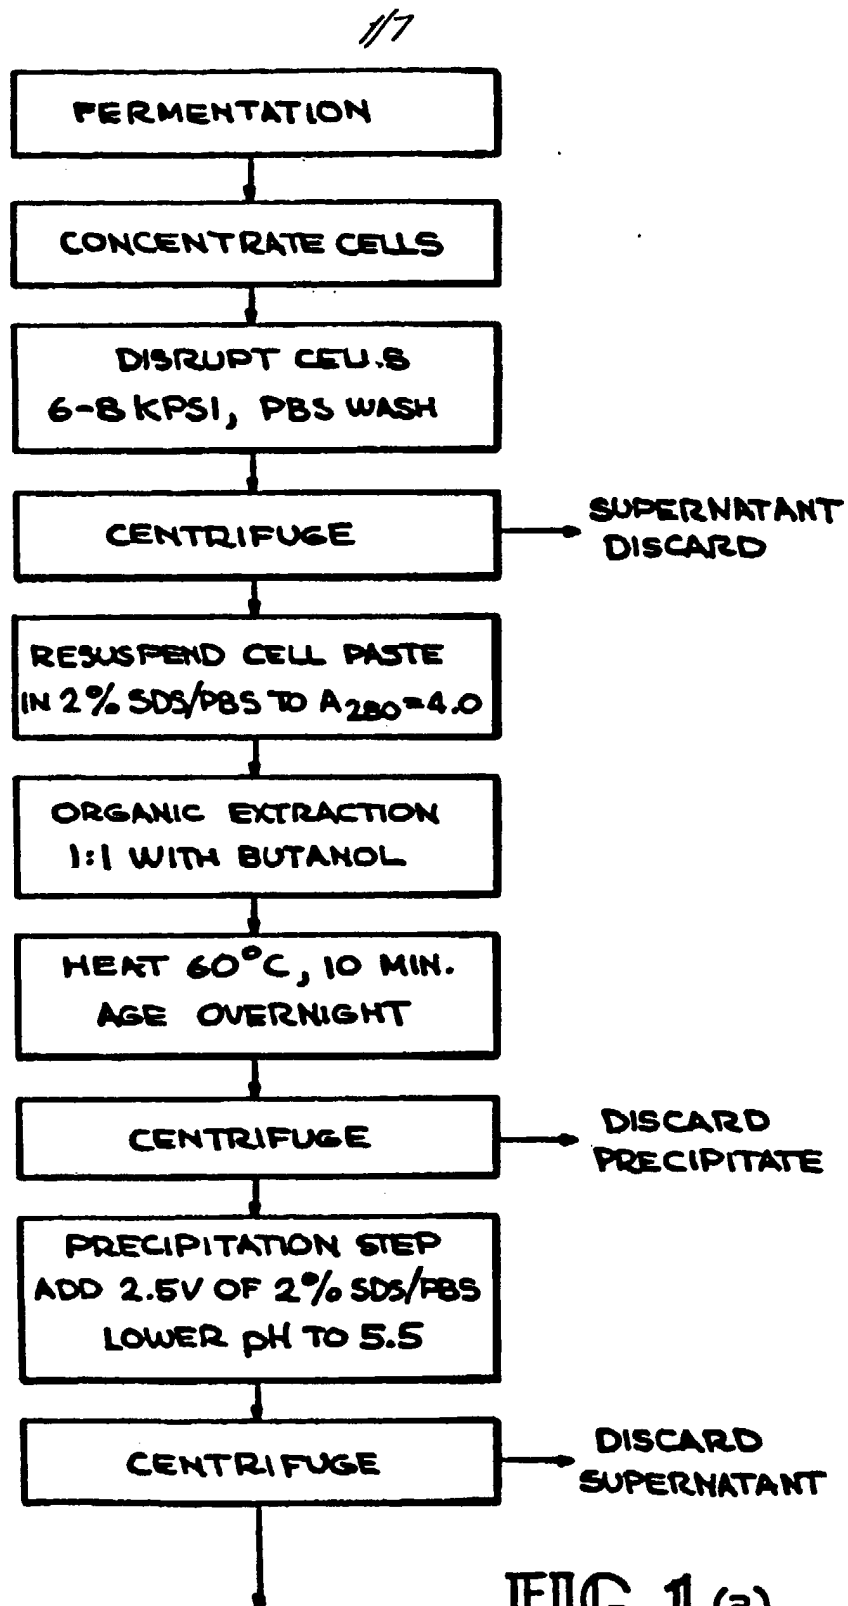 1/7
FERMENTATION
CONCENTRATE CELLS
DISRUPT CELLS
6-8 KPSI, PBS WASH
CENTRIFUGE
SUPERNATANT
DISCARD
RESUSPEND CELL PASTE
IN 2% SDS/PBS TO A280=4.0
ORGANIC EXTRACTION
1:1 WITH BUTANOL
HEAT 60°C, 10 MIN.
AGE OVERNIGHT
CENTRIFUGE
DISCARD
PRECIPITATE
PRECIPITATION STEP
ADD 2.5V OF 2% SDS/PBS
LOWER pH TO 5.5
CENTRIFUGE
DISCARD
SUPERNATANT
FIG 1 (a)